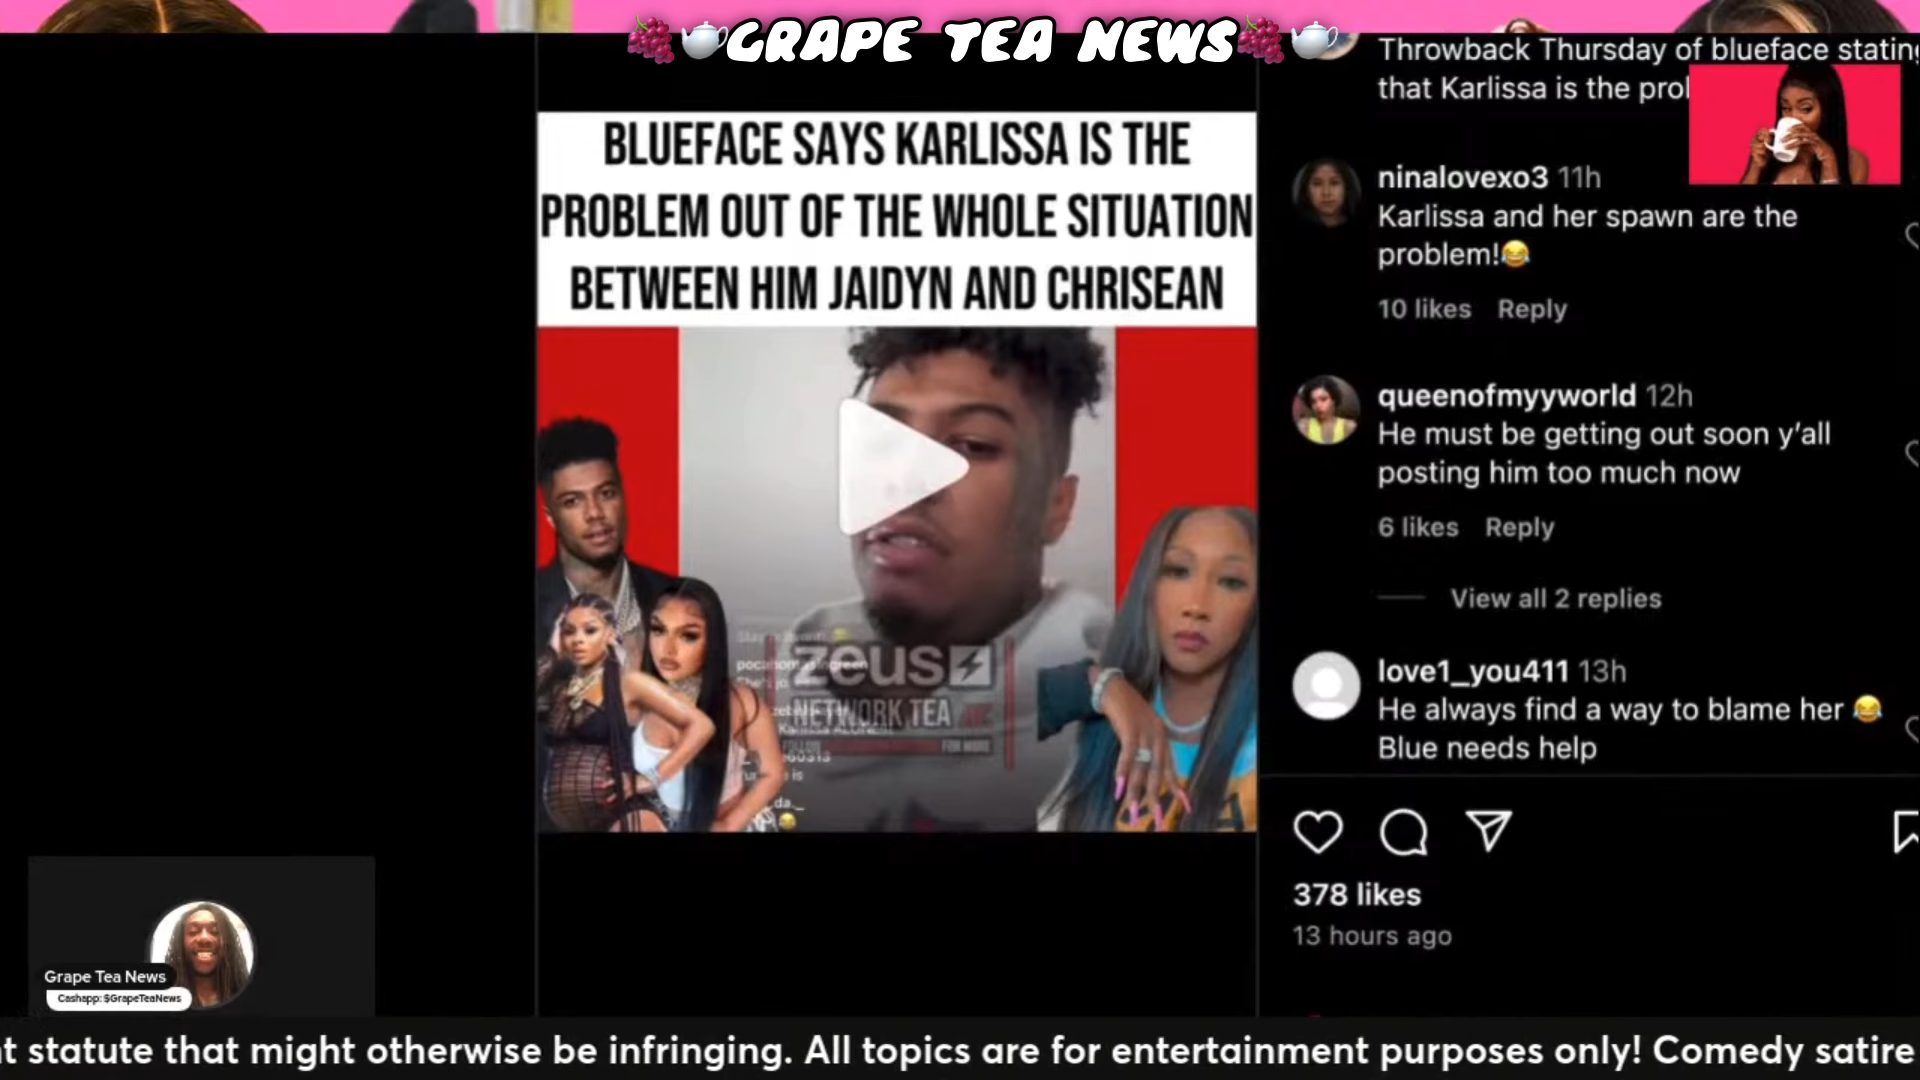 GRAPE TEA NEWS
Throwback Thursday of blueface stating
that Karlissa is the
BLUEFACE SAYS KARLISSA IS THE
PROBLEM OUT OF THE WHOLE SITUATION
BETWEEN HIM JAIDYN AND CHRISEAN
zeus
NETWORK TEA
FOLLOW
FOR MORE
ninalovexo3 11h
Karlissa and her spawn are the
problem!😂
10 likes Reply
queenofmyyworld 12h
He must be getting out soon y'all
posting him too much now
6 likes Reply
View all 2 replies
love1_you411 13h
He always find a way to blame her 😂
Blue needs help
378 likes
13 hours ago
Grape Tea News
Cashapp: $GrapeTeaNews
statute that might otherwise be infringing. All topics are for entertainment purposes only! Comedy satire